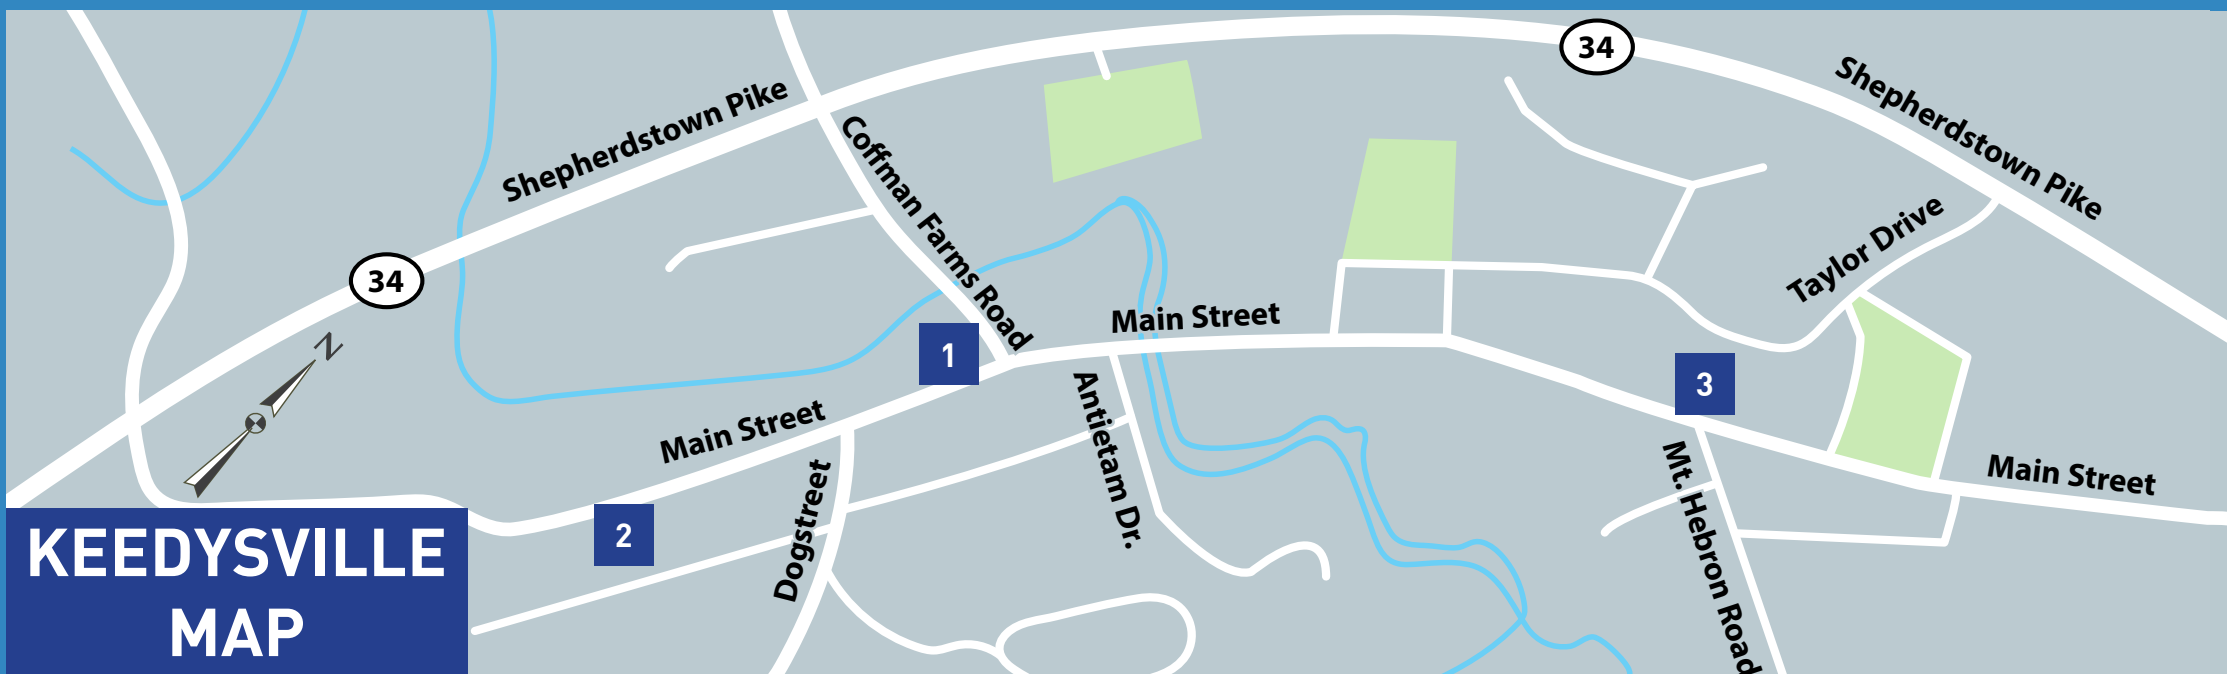 34
Shepherdstown Pike
Shepherdstown Pike
Coffman Farms Road
Taylor Drive
34
N
Main Street
1
3
Main Street
Antietam Dr.
Mt. Hebron Road
Main Street
Dogstreet
2
KEEDYSVILLE
MAP